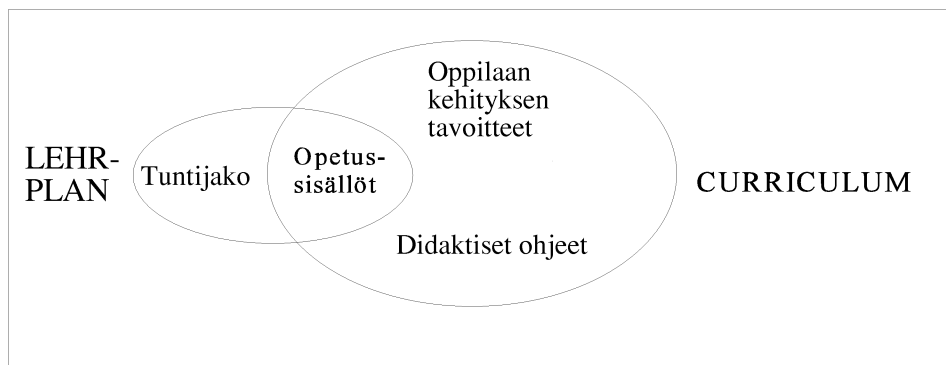 LEHR-
PLAN
Tuntijako
Opetus-
sisällöt
Oppilaan
kehityksen
tavoitteet
Didaktiset ohjeet
CURRICULUM